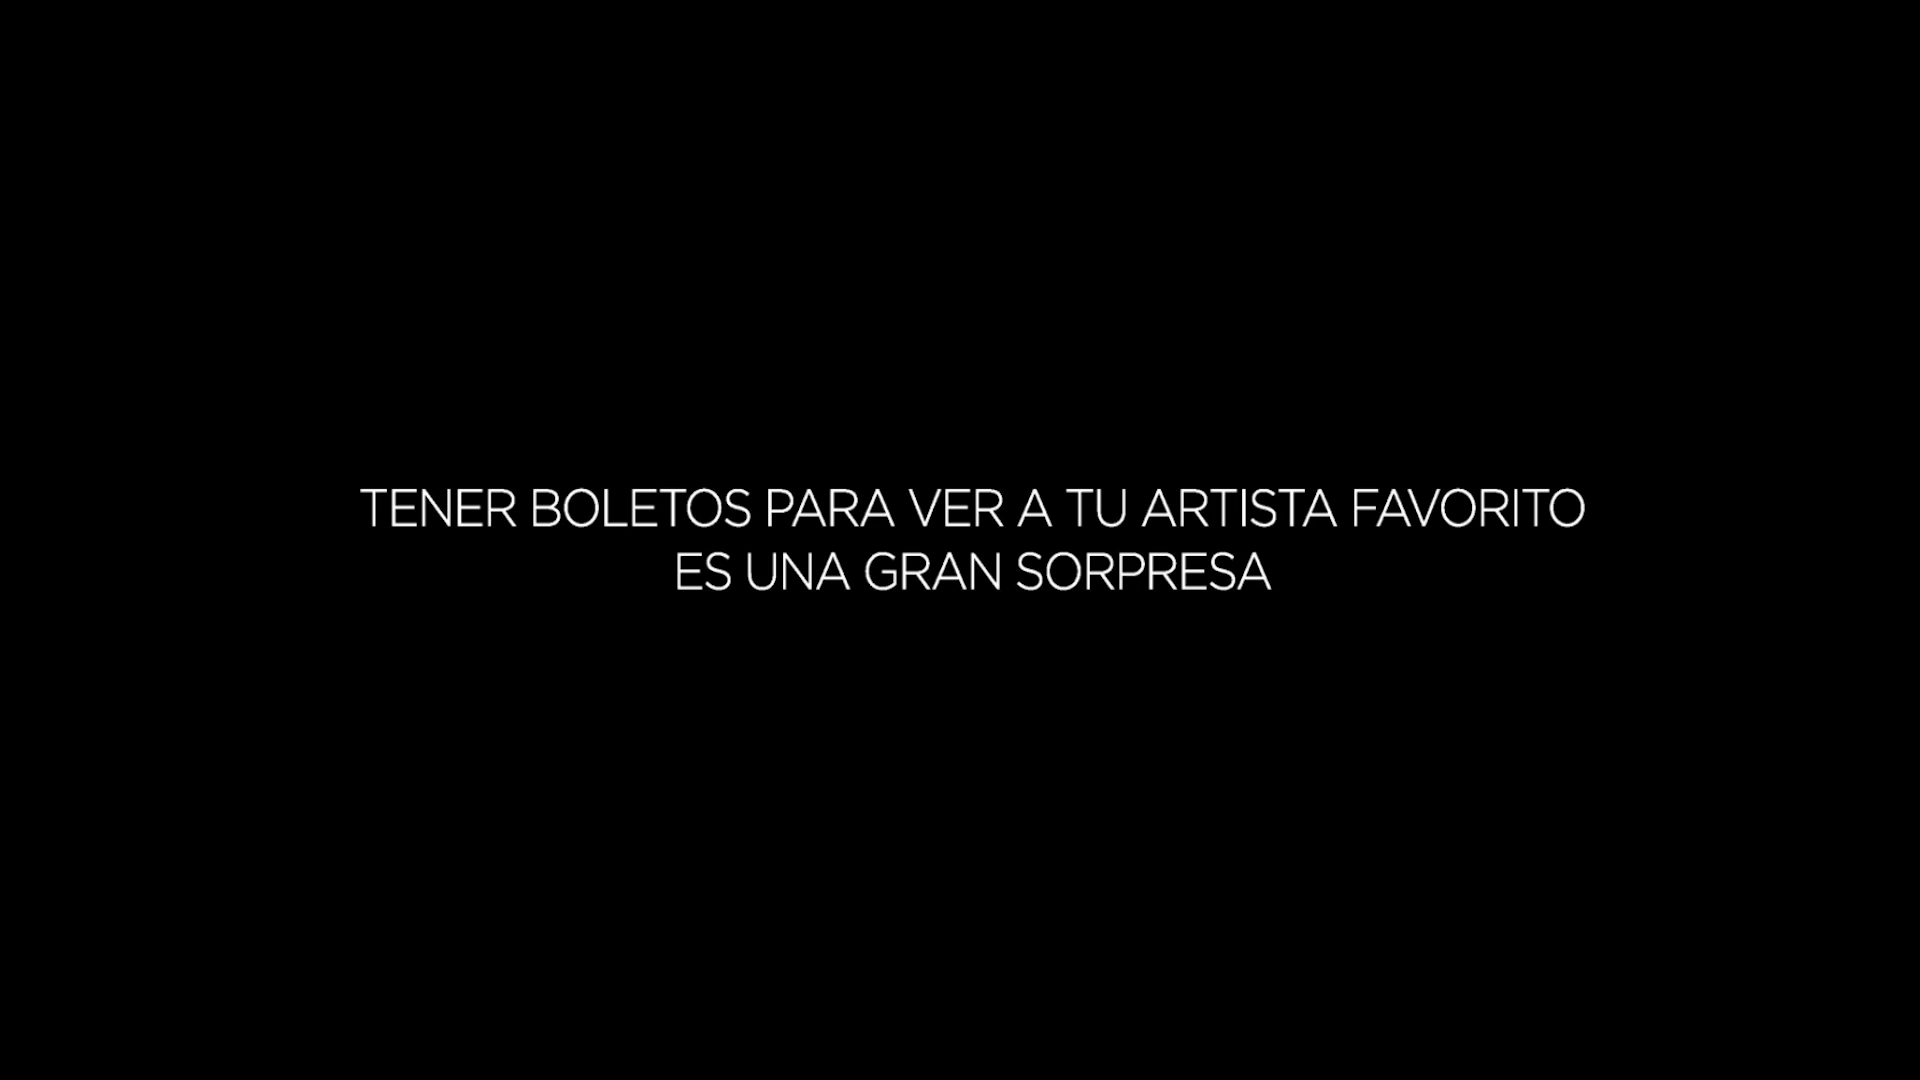 TENER BOLETOS PARA VER A TU ARTISTA FAVORITO
ES UNA GRAN SORPRESA